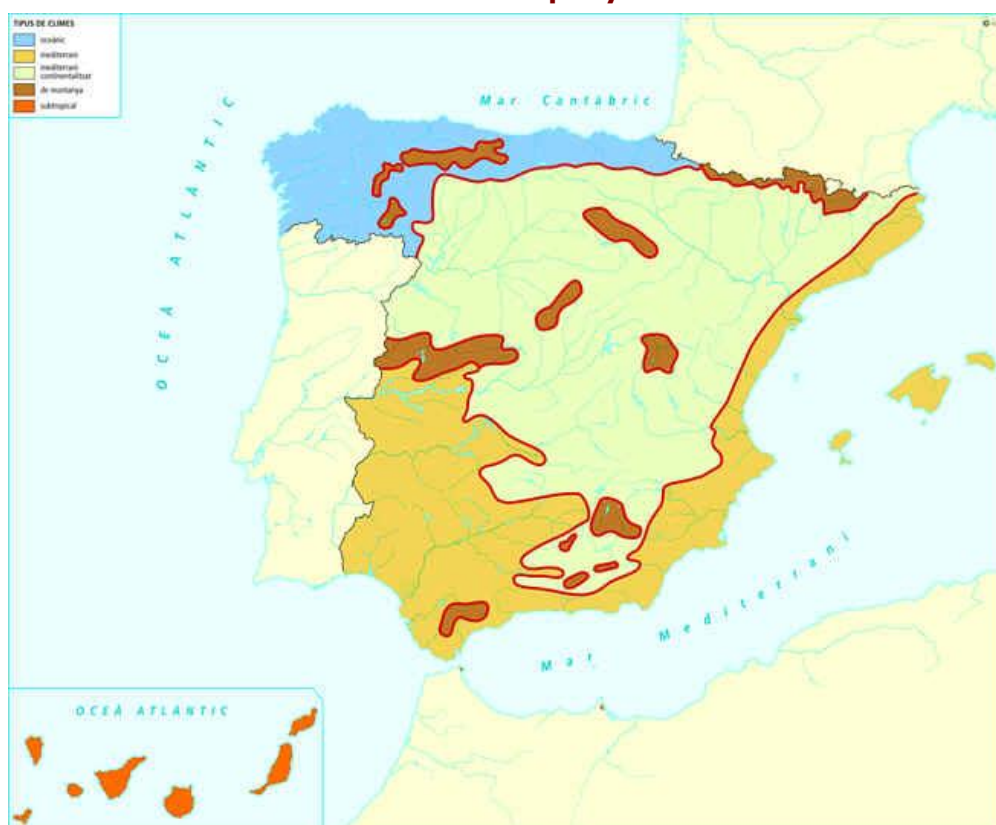 TIPUS DE CLIMES
oceànic
mediterrani
mediterrani
continentalitzat
de muntanya
subtropical
Mar Cantàbric
OCEÀ ATLÀNTIC
Mar Mediterrani
OCEÀ ATLÀNTIC